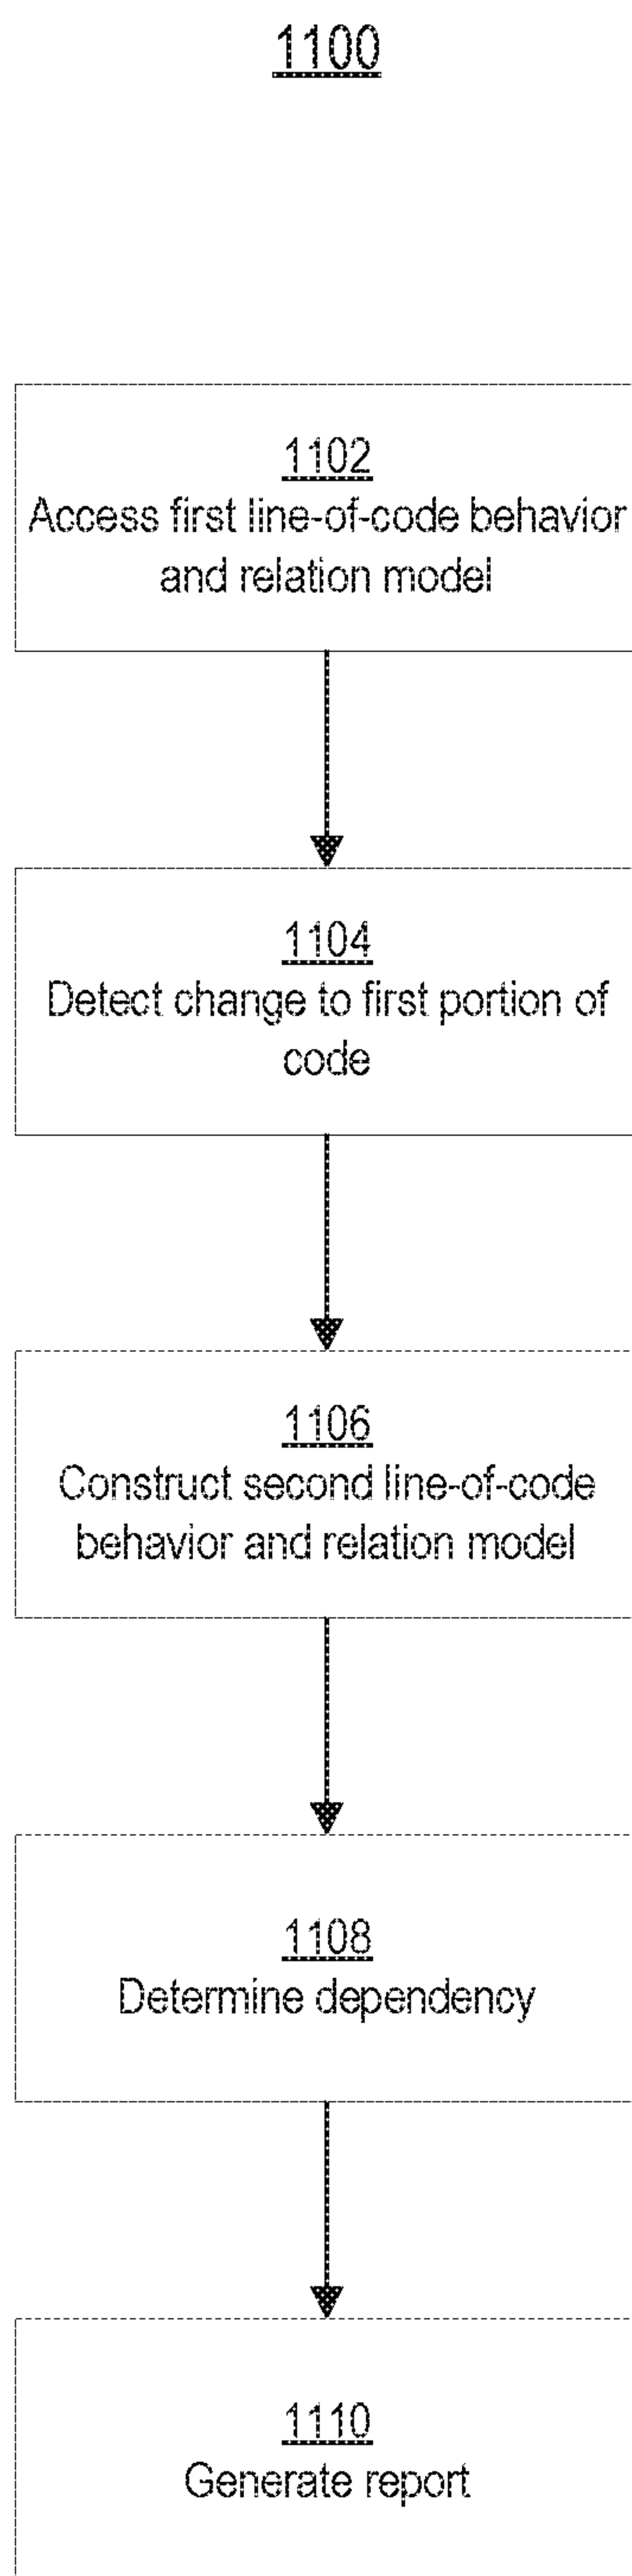 1100
1102
Access first line-of-code behavior
and relation model
1104
Detect change to first portion of
code
1106
Construct second line-of-code
behavior and relation model
1108
Determine dependency
1110
Generate report